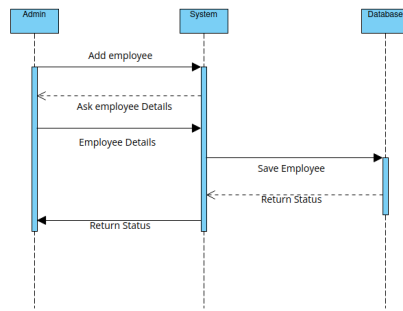 Admin
System
Database
Add employee
Ask employee Details
Employee Details
Save Employee
Return Status
Return Status